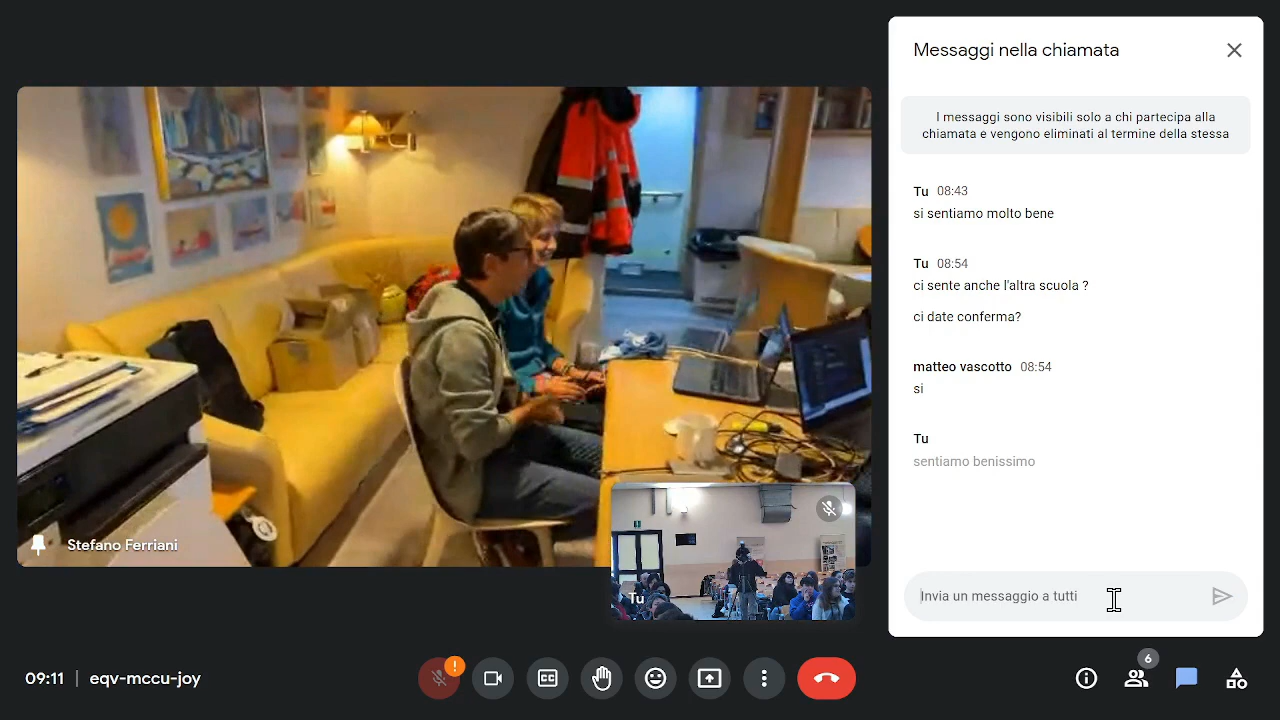 Messaggi nella chiamata
I messaggi sono visibili solo a chi partecipa alla
chiamata e vengono eliminati al termine della stessa
Tu 08:43
si sentiamo molto bene
Tu 08:54
ci sente anche l'altra scuola ?
ci date conferma?
matteo vascotto 08:54
si
Tu
sentiamo benissimo
Invia un messaggio a tutti
Stefano Ferriani
Tu
09:11 | eqv-mccu-joy
CC
6